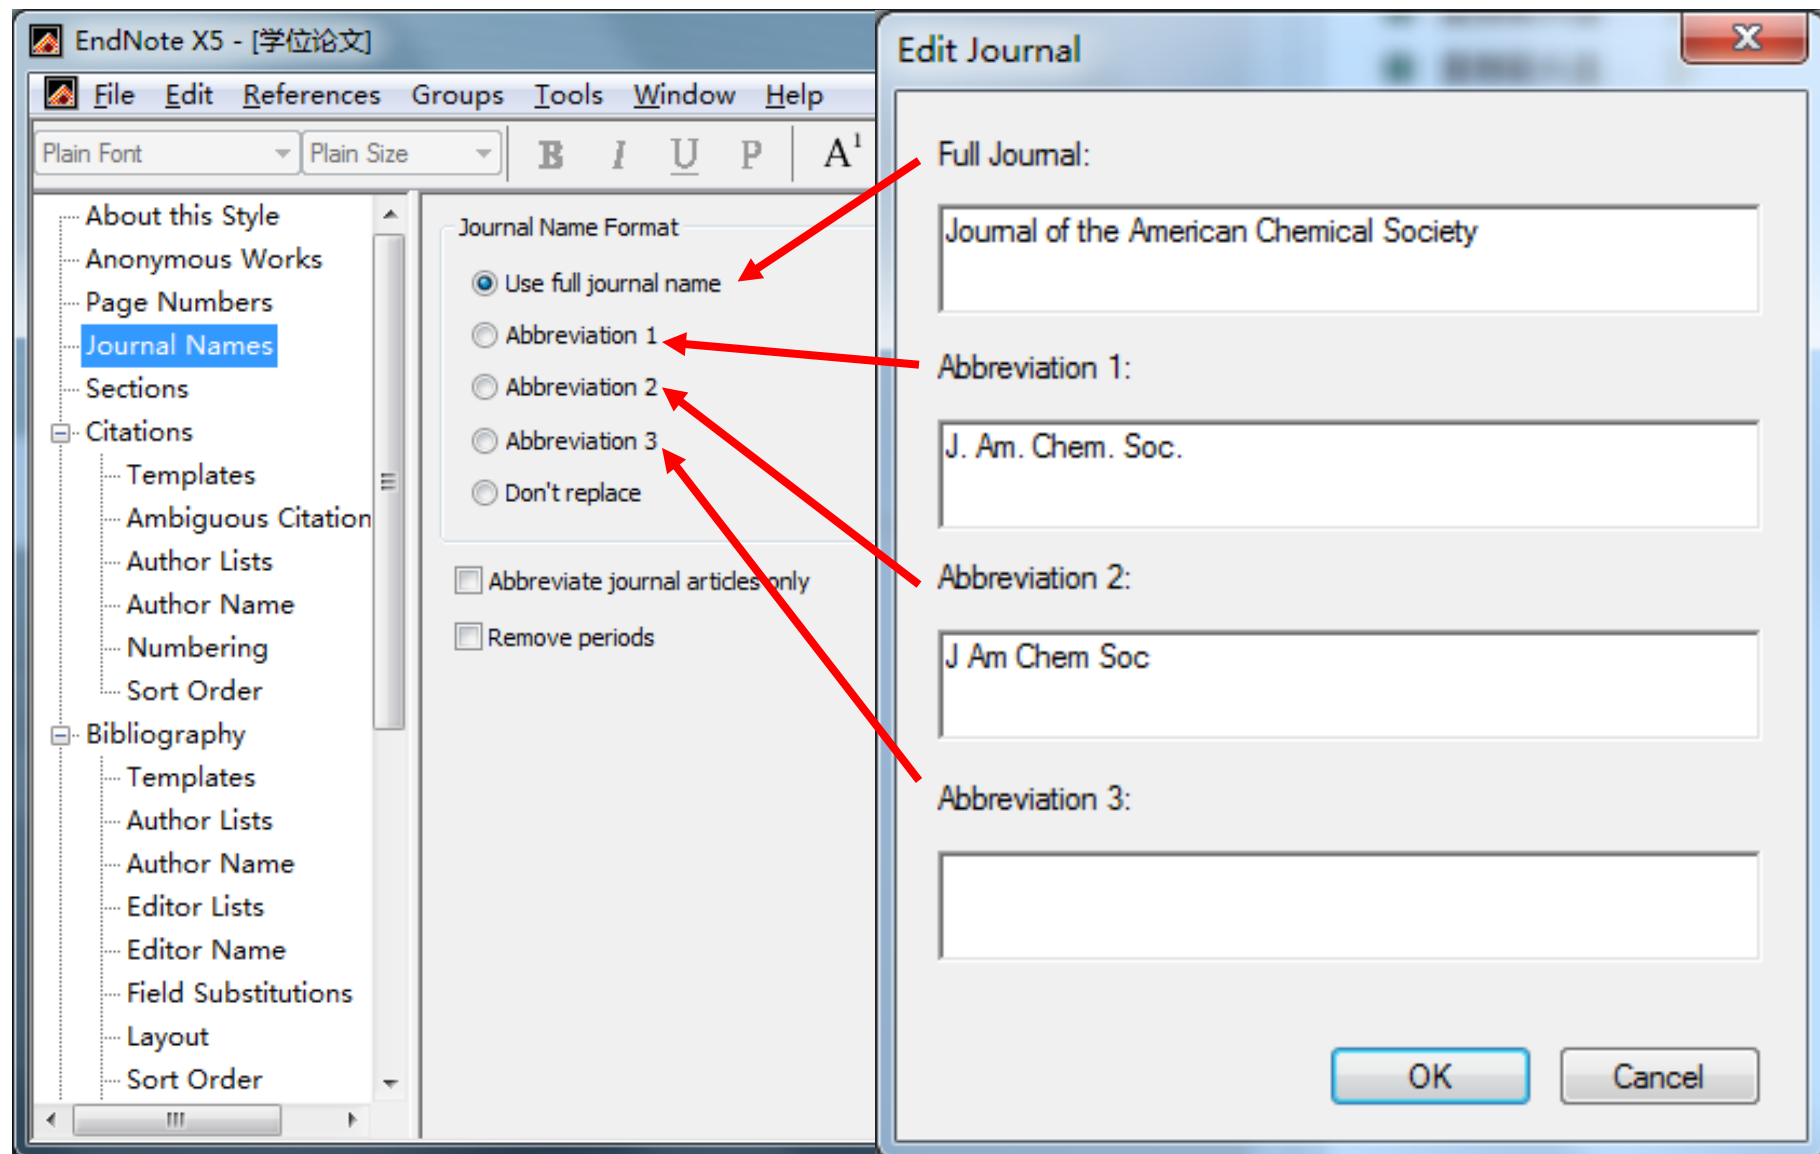 EndNote X5 - [学位论文]
File Edit References Groups Tools Window Help
Plain Font Plain Size B I U P A1
About this Style
Anonymous Works
Page Numbers
Journal Names
Sections
Citations
Templates
Ambiguous Citation
Author Lists
Author Name
Numbering
Sort Order
Bibliography
Templates
Author Lists
Author Name
Editor Lists
Editor Name
Field Substitutions
Layout
Sort Order
Journal Name Format
Use full journal name
Abbreviation 1
Abbreviation 2
Abbreviation 3
Don't replace
Abbreviate journal articles only
Remove periods
Edit Journal
Full Journal:
Journal of the American Chemical Society
Abbreviation 1:
J. Am. Chem. Soc.
Abbreviation 2:
J Am Chem Soc
Abbreviation 3:
OK Cancel